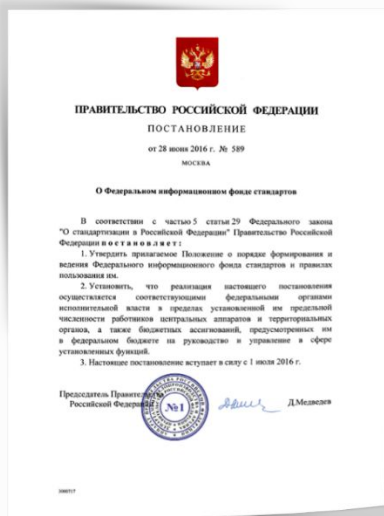 ПРАВИТЕЛЬСТВО РОССИЙСКОЙ ФЕДЕРАЦИИ
ПОСТАНОВЛЕНИЕ
от 28 июня 2016 г. № 589
МОСКВА
О Федеральном информационном фонде стандартов
В соответствии с частью 5 статьи 29 Федерального закона
"О стандартизации в Российской Федерации" Правительство Российской
Федерации постановляет:
1. Утвердить прилагаемое Положение о порядке формирования и
ведения Федерального информационного фонда стандартов и правилах
пользования им.
2. Установить, что реализация настоящего постановления
осуществляется соответствующими федеральными органами
исполнительной власти в пределах установленной им предельной
численности работников центральных аппаратов и территориальных
органов, а также бюджетных ассигнований, предусмотренных им
в федеральном бюджете на руководство и управление в сфере
установленных функций.
3. Настоящее постановление вступает в силу с 1 июля 2016 г.
Председатель Правительства
Российской Федерации
№1
Д.Медведев